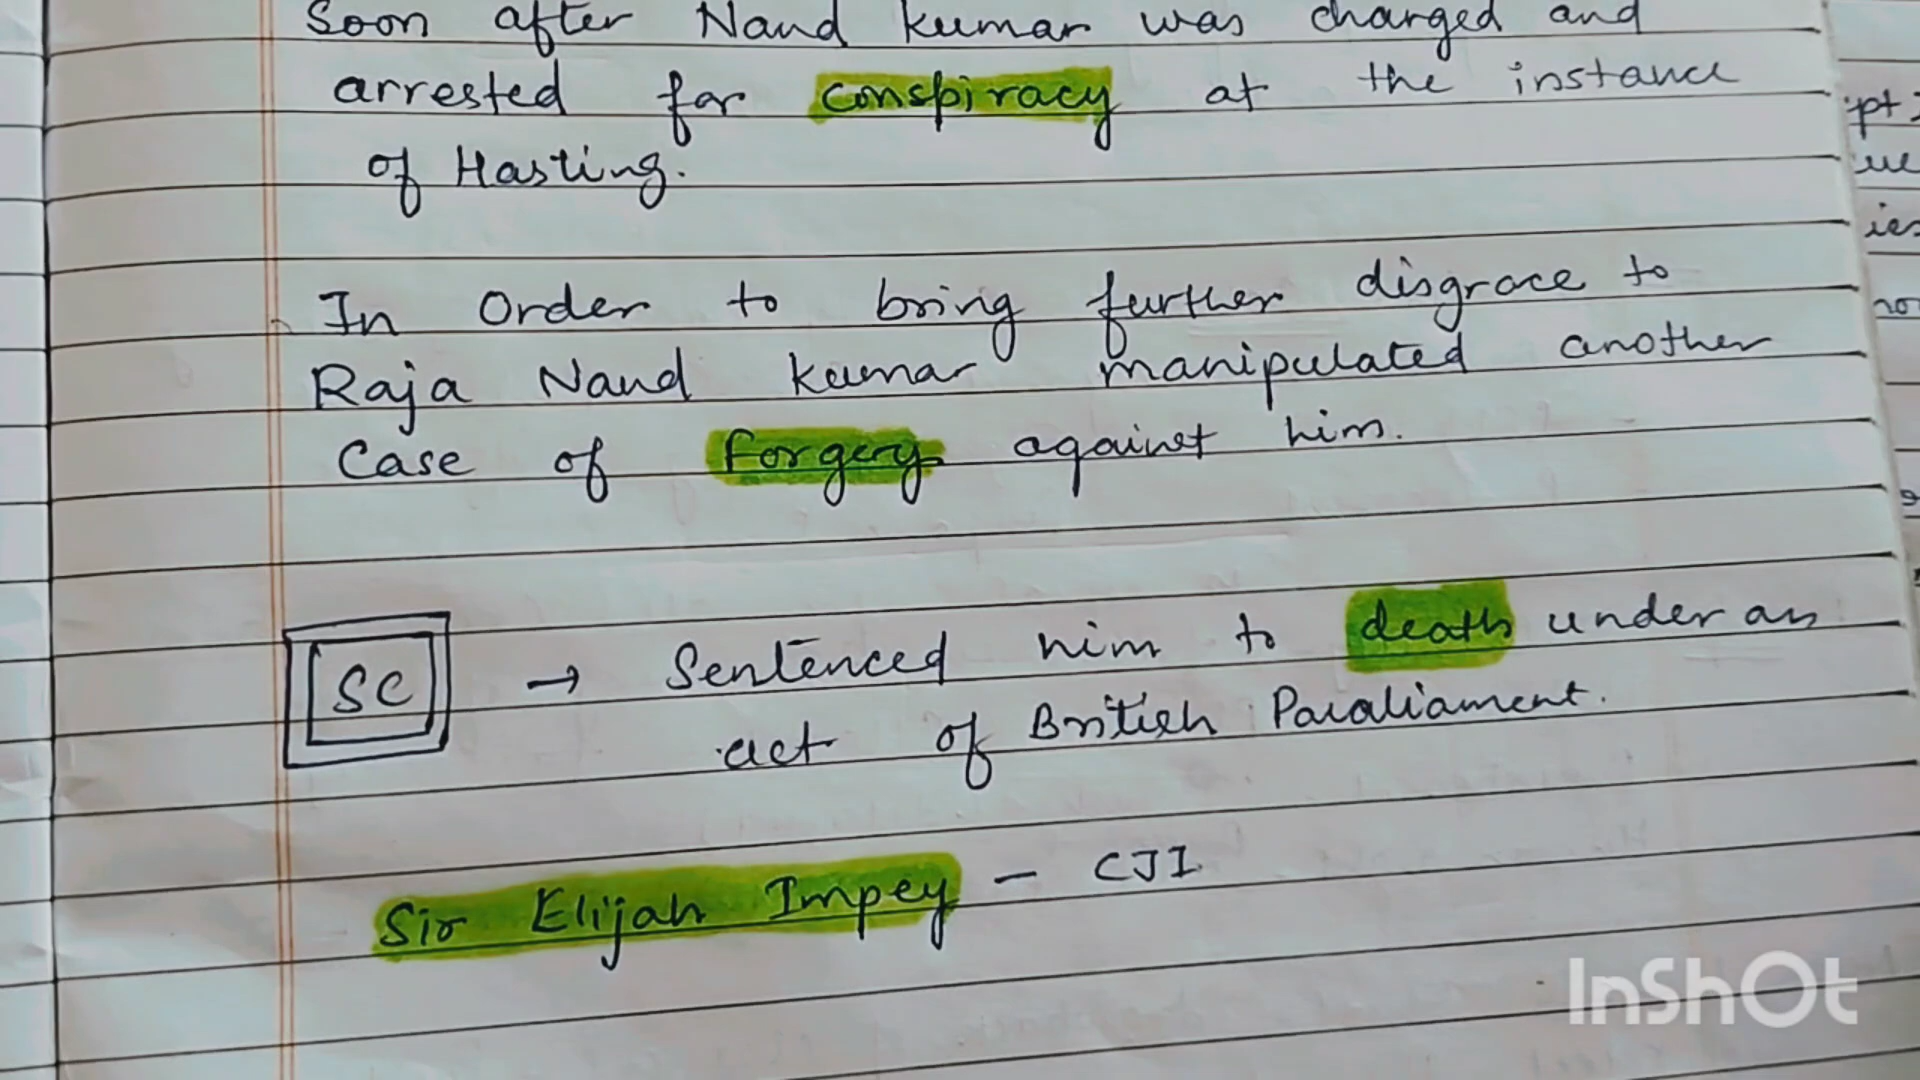 Soon after Nand Kumar was charged and
arrested for conspiracy at the instance
of Hasting.
In Order to bring further disgrace to
Raja Nand Kumar manipulated another
Case of forgery against him.
SC → Sentenced him to death under an
act of British Paraliament.
Sir Elijah Impey - CJI
InShOt